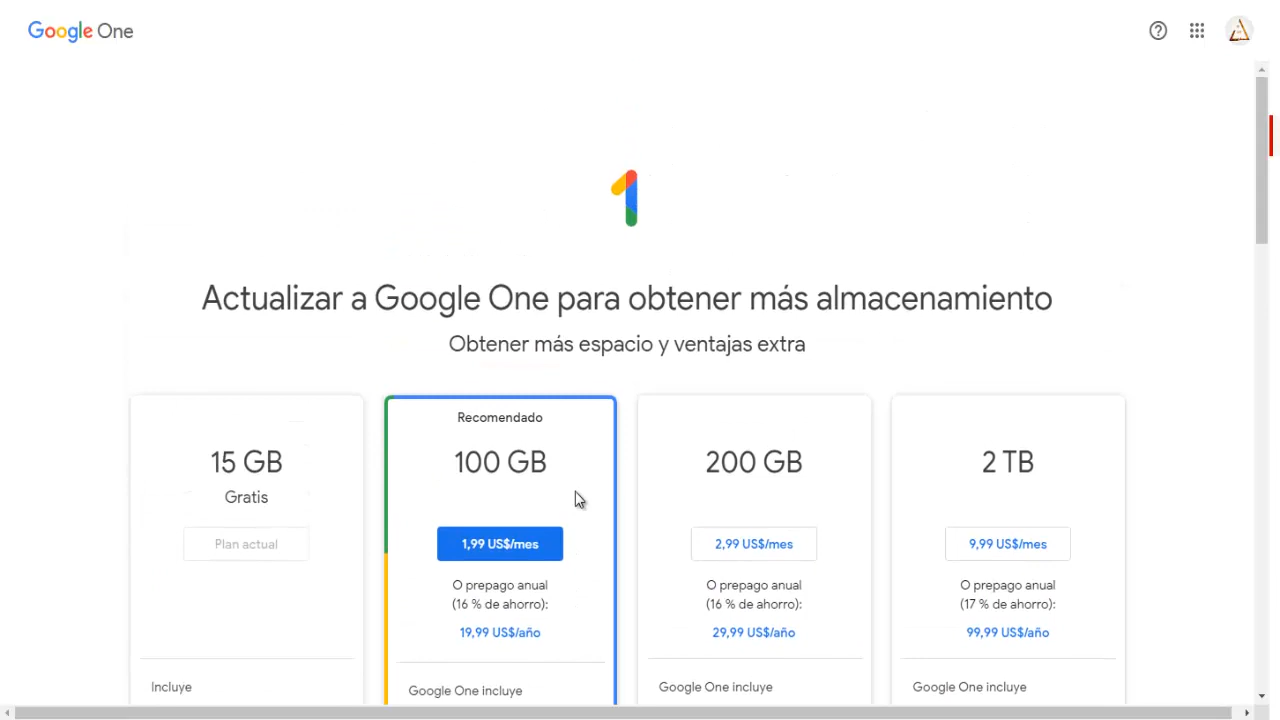 Google One
Actualizar a Google One para obtener más almacenamiento
Obtener más espacio y ventajas extra
15 GB
Gratis
Plan actual
Incluye
Recomendado
100 GB
1,99 US$/mes
O prepago anual
(16 % de ahorro):
19,99 US$/año
Google One incluye
200 GB
2,99 US$/mes
O prepago anual
(16 % de ahorro):
29,99 US$/año
Google One incluye
2 TB
9,99 US$/mes
O prepago anual
(17 % de ahorro):
99,99 US$/año
Google One incluye